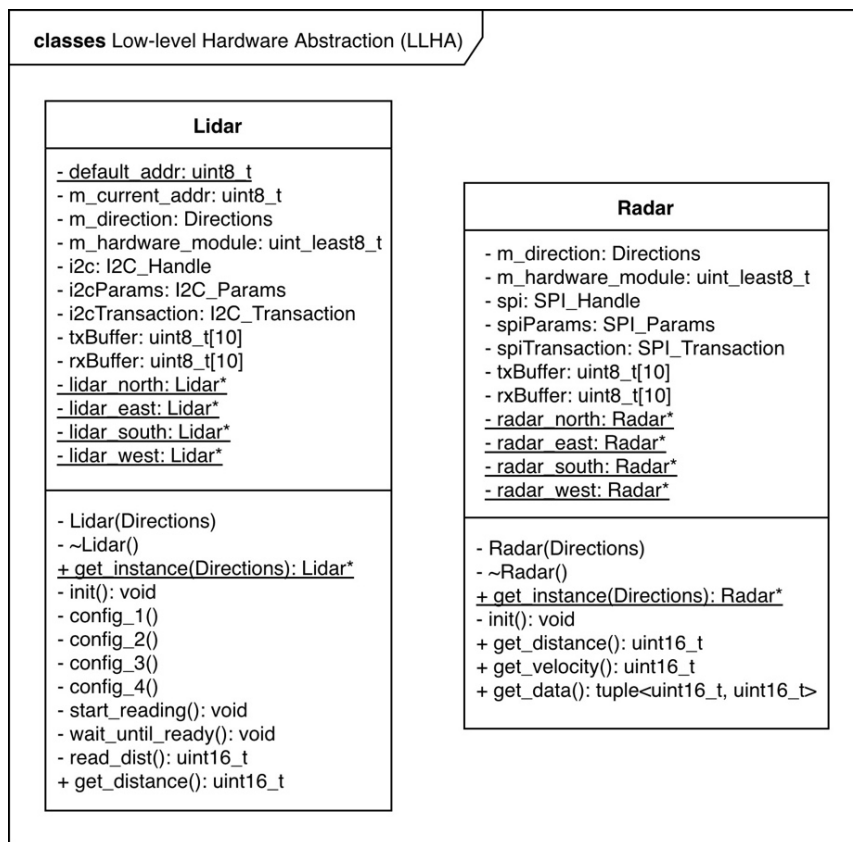 classes Low-level Hardware Abstraction (LLHA)
Lidar
- default_addr: uint8_t
- m_current_addr: uint8_t
- m_direction: Directions
- m_hardware_module: uint_least8_t
- i2c: I2C_Handle
- i2cParams: I2C_Params
- i2cTransaction: I2C_Transaction
- txBuffer: uint8_t[10]
- rxBuffer: uint8_t[10]
- lidar_north: Lidar*
- lidar_east: Lidar*
- lidar_south: Lidar*
- lidar_west: Lidar*
- Lidar(Directions)
- ~Lidar()
+ get_instance(Directions): Lidar*
- init(): void
- config_1()
- config_2()
- config_3()
- config_4()
- start_reading(): void
- wait_until_ready(): void
- read_dist(): uint16_t
+ get_distance(): uint16_t
Radar
- m_direction: Directions
- m_hardware_module: uint_least8_t
- spi: SPI_Handle
- spiParams: SPI_Params
- spiTransaction: SPI_Transaction
- txBuffer: uint8_t[10]
- rxBuffer: uint8_t[10]
- radar_north: Radar*
- radar_east: Radar*
- radar_south: Radar*
- radar_west: Radar*
- Radar(Directions)
- ~Radar()
+ get_instance(Directions): Radar*
- init(): void
+ get_distance(): uint16_t
+ get_velocity(): uint16_t
+ get_data(): tuple<uint16_t, uint16_t>